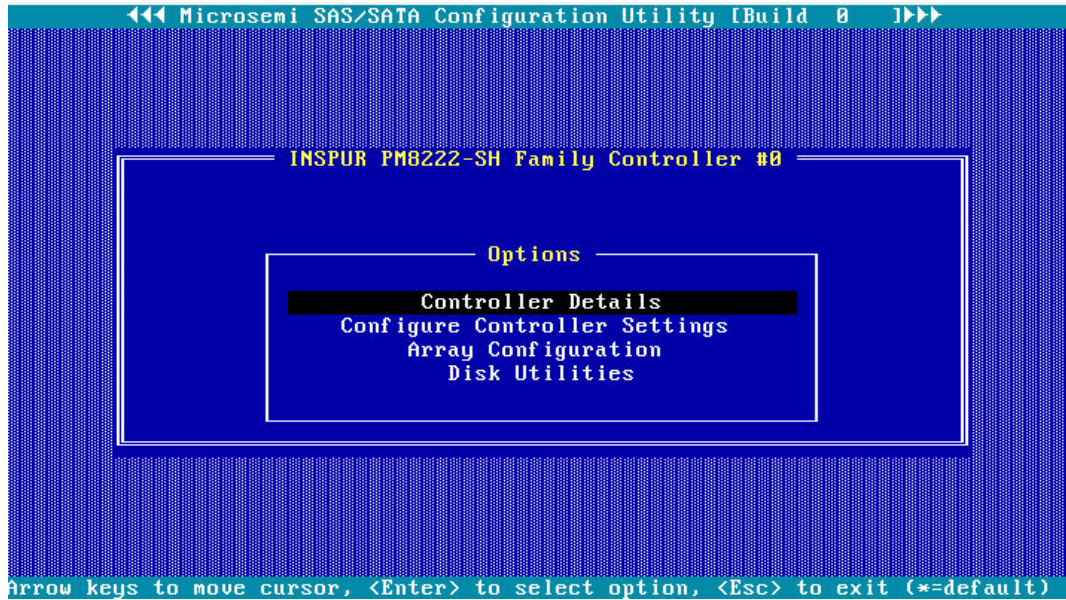 Microsemi SAS/SATA Configuration Utility [Build 0 ]
INSPUR PM8222-SH Family Controller #0
Options
Controller Details
Configure Controller Settings
Array Configuration
Disk Utilities
Arrow keys to move cursor, <Enter> to select option, <Esc> to exit (*=default)